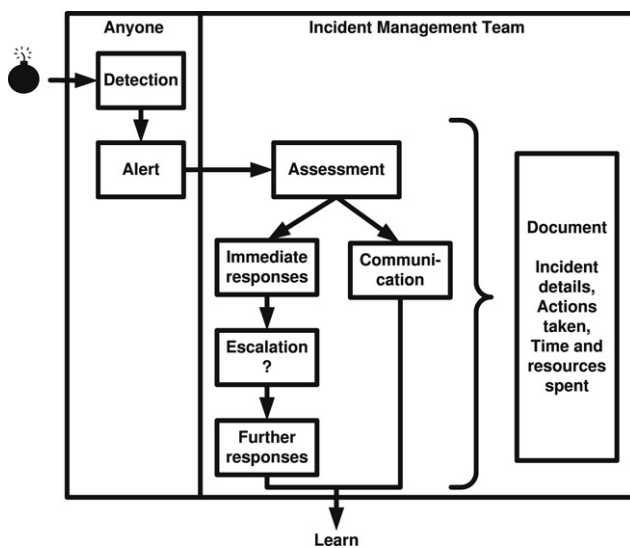 Anyone
Incident Management Team
Detection
Alert
Assessment
Immediate
responses
Communi-
cation
Escalation
?
Further
responses
Document
Incident
details,
Actions
taken,
Time and
resources
spent
Learn